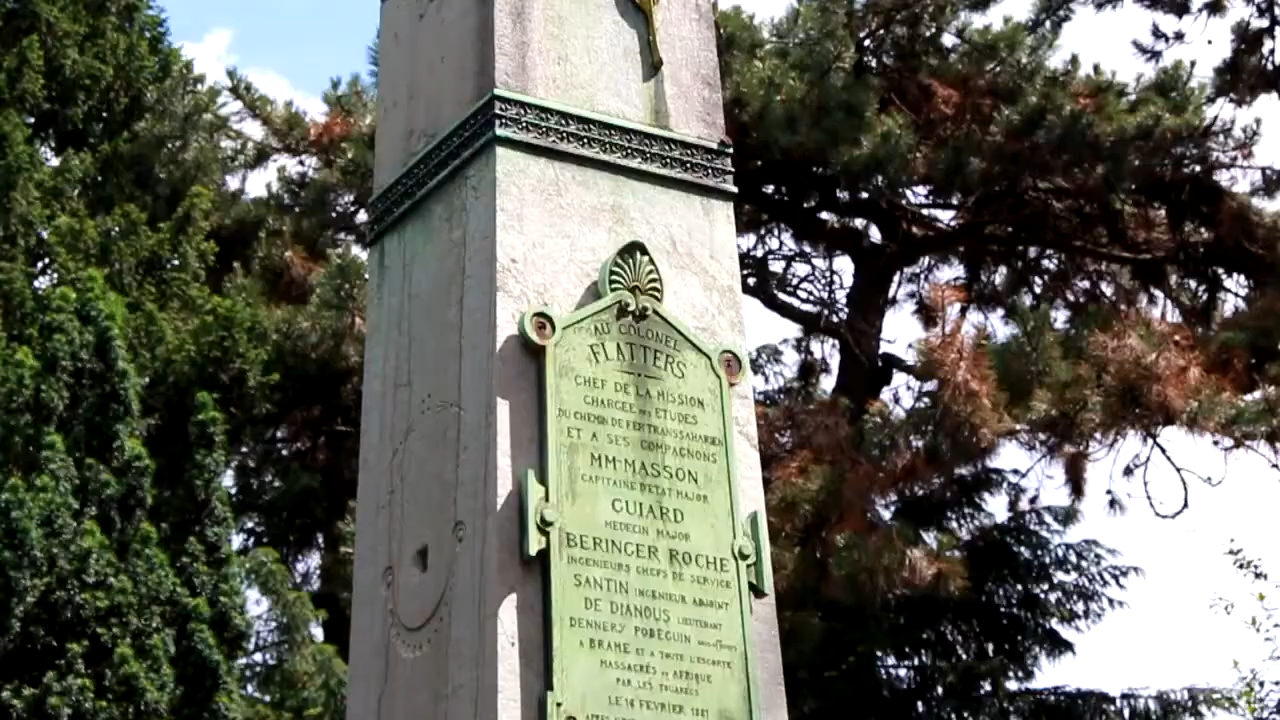 AU COLONEL
FLATTERS
CHEF DE LA MISSION
CHARGEE DES ETUDES
DU CHEMIN DE FER TRANSSAHARIEN
ET A SES COMPAGNONS
MM. MASSON
CAPITAINE D'ETAT MAJOR
GUIARD
MEDECIN MAJOR
BERINGER ROCHE
INGENIEURS CHEFS DE SERVICE
SANTIN INGENIEUR ADJOINT
DE DIANOUS LIEUTENANT
DENNERY POBEGUIN
A BRAME ET A TOUTE L'ESCORTE
MASSACRÉS EN AFRIQUE
PAR LES TOUAREGS
LE 16 FEVRIER 1881